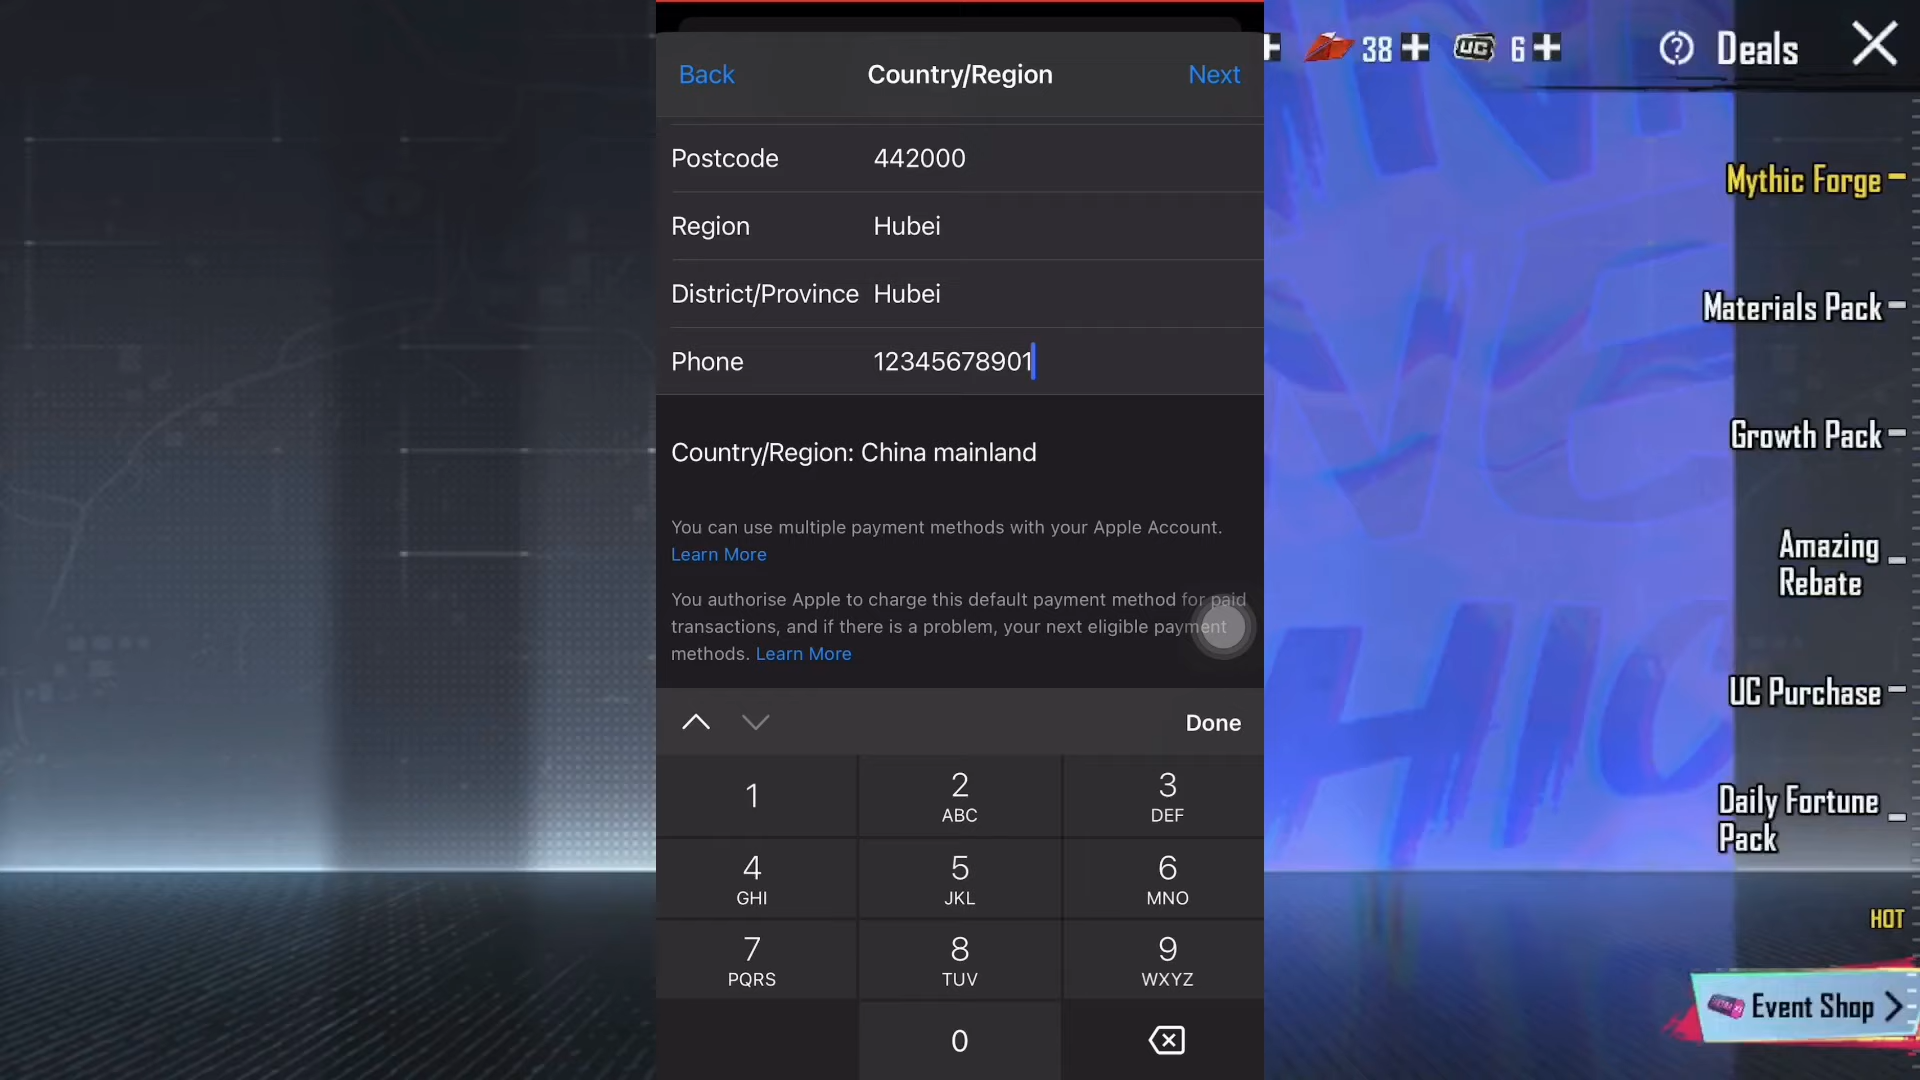 Back
Country/Region
Next
Postcode 442000
Region Hubei
District/Province Hubei
Phone 12345678901
Country/Region: China mainland
You can use multiple payment methods with your Apple Account.
Learn More
You authorise Apple to charge this default payment method for paid
transactions, and if there is a problem, your next eligible payment
methods. Learn More
Done
1
2
ABC
3
DEF
4
GHI
5
JKL
6
MNO
7
PQRS
8
TUV
9
WXYZ
0
38
UC
6
Deals
Mythic Forge
Materials Pack
Growth Pack
Amazing
Rebate
UC Purchase
Daily Fortune
Pack
HOT
Event Shop